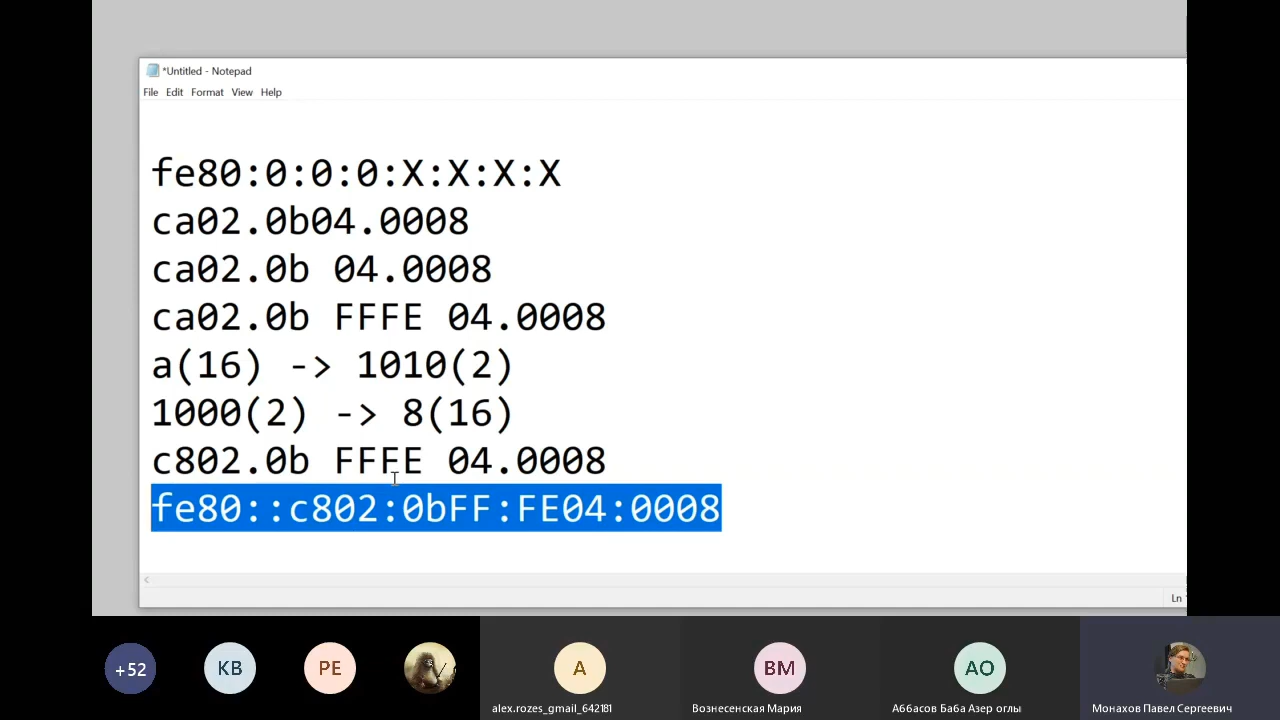 *Untitled - Notepad
File Edit Format View Help
fe80:0:0:0:X:X:X:X
ca02.0b04.0008
ca02.0b 04.0008
ca02.0b FFFE 04.0008
a(16) -> 1010(2)
1000(2) -> 8(16)
c802.0b FFFE 04.0008
fe80::c802:0bFF:FE04:0008
Ln
+52
KB
PE
A
BM
AO
alex.rozes_gmail_642181
Вознесенская Мария
Аббасов Баба Азер оглы
Монахов Павел Сергеевич